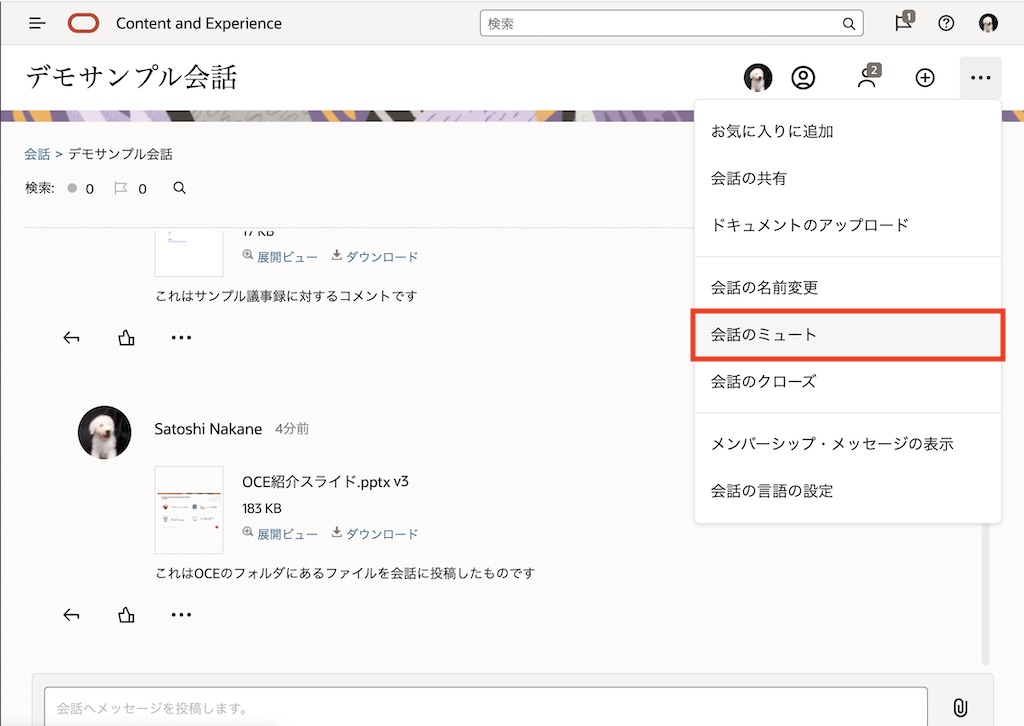 Content and Experience
検索
1
デモサンプル会話
2
会話 > デモサンプル会話
検索: 0 0
17 KB
展開ビュー ダウンロード
これはサンプル議事録に対するコメントです
Satoshi Nakane 4分前
OCE紹介スライド.pptx v3
183 KB
展開ビュー ダウンロード
これはOCEのフォルダにあるファイルを会話に投稿したものです
会話へメッセージを投稿します。
お気に入りに追加
会話の共有
ドキュメントのアップロード
会話の名前変更
会話のミュート
会話のクローズ
メンバーシップ・メッセージの表示
会話の言語の設定